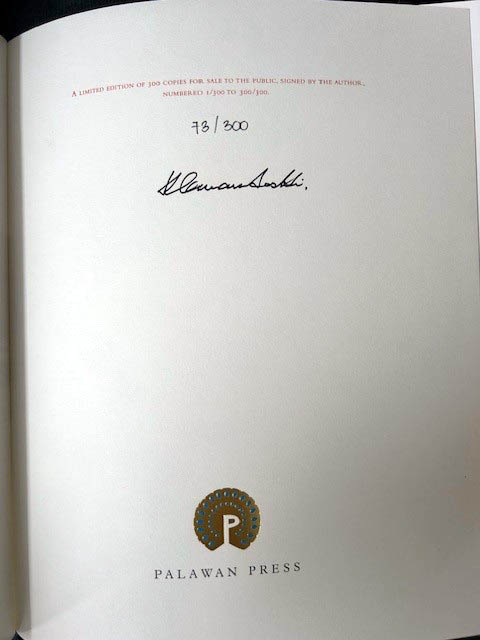 A LIMITED EDITION OF 300 COPIES FOR SALE TO THE PUBLIC, SIGNED BY THE AUTHOR,
NUMBERED 1/300 TO 300/300.
73/300
P
PALAWAN PRESS